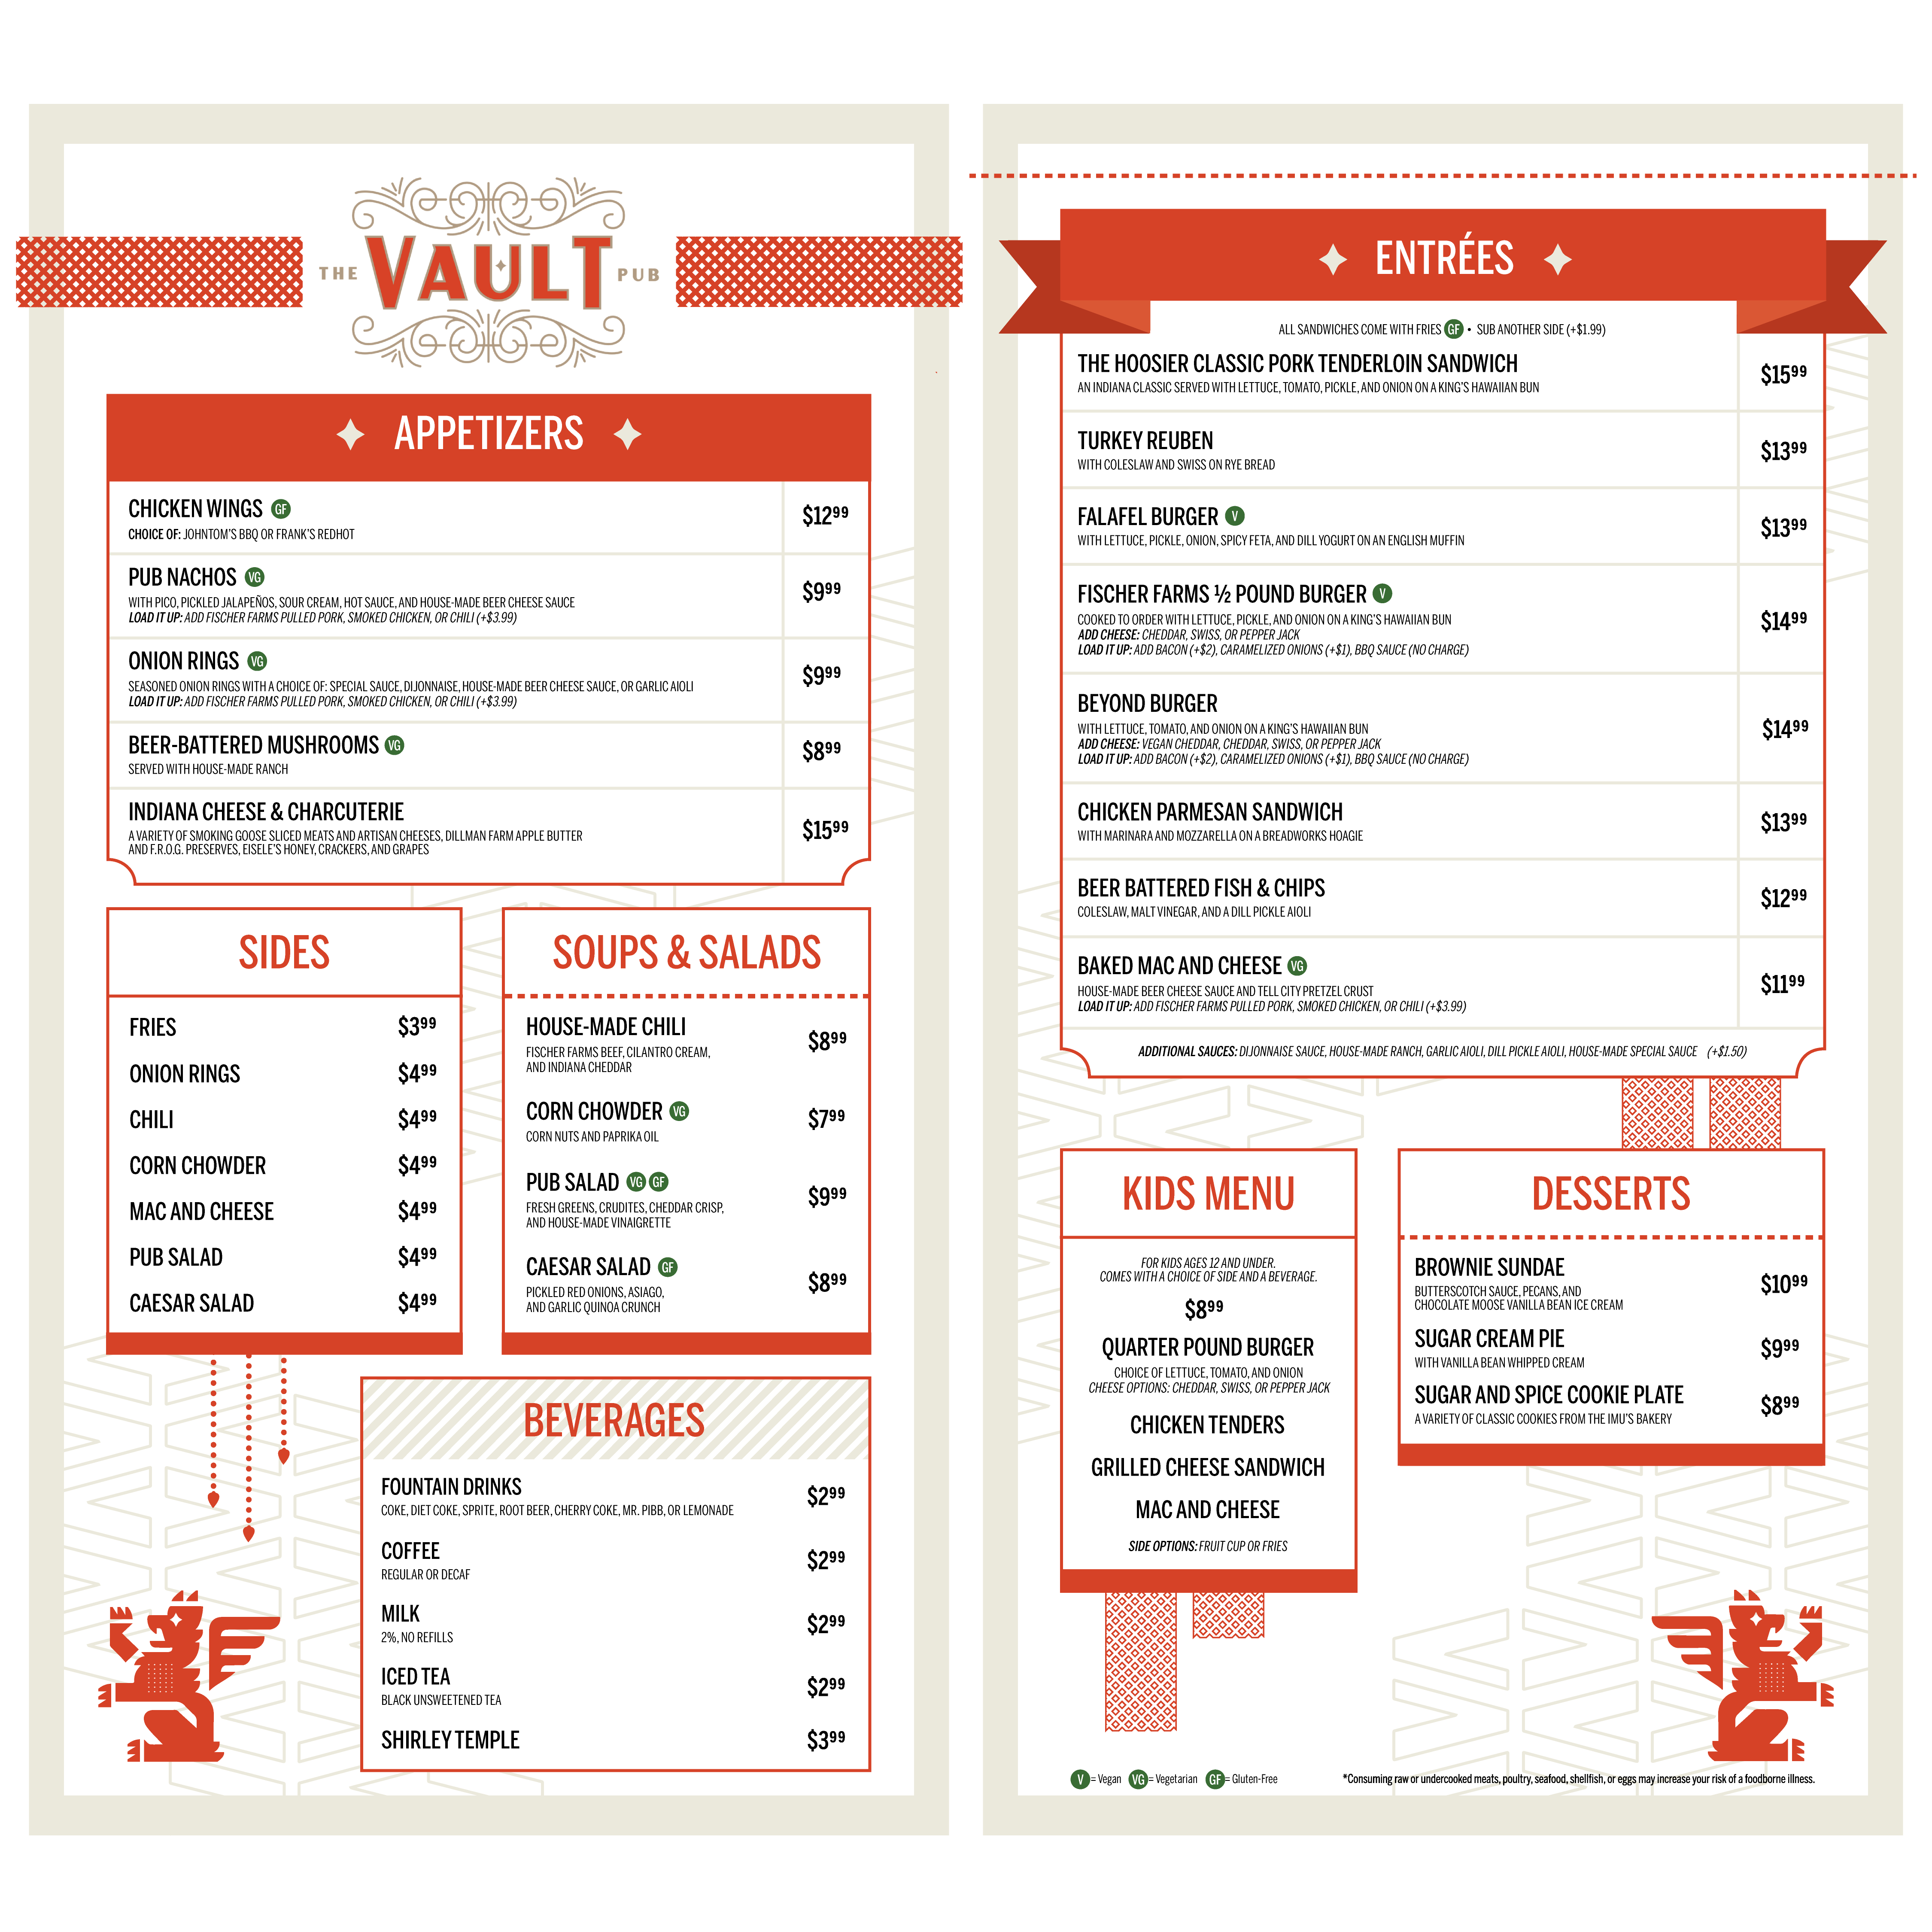 THE VAULT PUB
APPETIZERS
CHICKEN WINGS GF
$12.99
CHOICE OF: JOHNTOM'S BBQ OR FRANK'S REDHOT
PUB NACHOS VG
$9.99
WITH PICO, PICKLED JALAPEÑOS, SOUR CREAM, HOT SAUCE, AND HOUSE-MADE BEER CHEESE SAUCE
LOAD IT UP: ADD FISCHER FARMS PULLED PORK, SMOKED CHICKEN, OR CHILI (+$3.99)
ONION RINGS VG
$9.99
SEASONED ONION RINGS WITH A CHOICE OF: SPECIAL SAUCE, DIJONNAISE, HOUSE-MADE BEER CHEESE SAUCE, OR GARLIC AIOLI
LOAD IT UP: ADD FISCHER FARMS PULLED PORK, SMOKED CHICKEN, OR CHILI (+$3.99)
BEER-BATTERED MUSHROOMS VG
$8.99
SERVED WITH HOUSE-MADE RANCH
INDIANA CHEESE & CHARCUTERIE
$15.99
A VARIETY OF SMOKING GOOSE SLICED MEATS AND ARTISAN CHEESES, DILLMAN FARM APPLE BUTTER
AND F.R.O.G. PRESERVES, EISELE'S HONEY, CRACKERS, AND GRAPES
SIDES
FRIES $3.99
ONION RINGS $4.99
CHILI $4.99
CORN CHOWDER $4.99
MAC AND CHEESE $4.99
PUB SALAD $4.99
CAESAR SALAD $4.99
SOUPS & SALADS
HOUSE-MADE CHILI
$8.99
FISCHER FARMS BEEF, CILANTRO CREAM,
AND INDIANA CHEDDAR
CORN CHOWDER VG
$7.99
CORN NUTS AND PAPRIKA OIL
PUB SALAD VG GF
$9.99
FRESH GREENS, CRUDITES, CHEDDAR CRISP,
AND HOUSE-MADE VINAIGRETTE
CAESAR SALAD GF
$8.99
PICKLED RED ONIONS, ASIAGO,
AND GARLIC QUINOA CRUNCH
BEVERAGES
FOUNTAIN DRINKS
$2.99
COKE, DIET COKE, SPRITE, ROOT BEER, CHERRY COKE, MR. PIBB, OR LEMONADE
COFFEE
$2.99
REGULAR OR DECAF
MILK
$2.99
2%, NO REFILLS
ICED TEA
$2.99
BLACK UNSWEETENED TEA
SHIRLEY TEMPLE $3.99
ENTRÉES
ALL SANDWICHES COME WITH FRIES GF • SUB ANOTHER SIDE (+$1.99)
THE HOOSIER CLASSIC PORK TENDERLOIN SANDWICH
$15.99
AN INDIANA CLASSIC SERVED WITH LETTUCE, TOMATO, PICKLE, AND ONION ON A KING'S HAWAIIAN BUN
TURKEY REUBEN
$13.99
WITH COLESLAW AND SWISS ON RYE BREAD
FALAFEL BURGER V
$13.99
WITH LETTUCE, PICKLE, ONION, SPICY FETA, AND DILL YOGURT ON AN ENGLISH MUFFIN
FISCHER FARMS ½ POUND BURGER V
$14.99
COOKED TO ORDER WITH LETTUCE, PICKLE, AND ONION ON A KING'S HAWAIIAN BUN
ADD CHEESE: CHEDDAR, SWISS, OR PEPPER JACK
LOAD IT UP: ADD BACON (+$2), CARAMELIZED ONIONS (+$1), BBQ SAUCE (NO CHARGE)
BEYOND BURGER
$14.99
WITH LETTUCE, TOMATO, AND ONION ON A KING'S HAWAIIAN BUN
ADD CHEESE: VEGAN CHEDDAR, CHEDDAR, SWISS, OR PEPPER JACK
LOAD IT UP: ADD BACON (+$2), CARAMELIZED ONIONS (+$1), BBQ SAUCE (NO CHARGE)
CHICKEN PARMESAN SANDWICH
$13.99
WITH MARINARA AND MOZZARELLA ON A BREADWORKS HOAGIE
BEER BATTERED FISH & CHIPS
$12.99
COLESLAW, MALT VINEGAR, AND A DILL PICKLE AIOLI
BAKED MAC AND CHEESE VG
$11.99
HOUSE-MADE BEER CHEESE SAUCE AND TELL CITY PRETZEL CRUST
LOAD IT UP: ADD FISCHER FARMS PULLED PORK, SMOKED CHICKEN, OR CHILI (+$3.99)
ADDITIONAL SAUCES: DIJONNAISE SAUCE, HOUSE-MADE RANCH, GARLIC AIOLI, DILL PICKLE AIOLI, HOUSE-MADE SPECIAL SAUCE (+$1.50)
KIDS MENU
FOR KIDS AGES 12 AND UNDER.
COMES WITH A CHOICE OF SIDE AND A BEVERAGE.
$8.99
QUARTER POUND BURGER
CHOICE OF LETTUCE, TOMATO, AND ONION
CHEESE OPTIONS: CHEDDAR, SWISS, OR PEPPER JACK
CHICKEN TENDERS
GRILLED CHEESE SANDWICH
MAC AND CHEESE
SIDE OPTIONS: FRUIT CUP OR FRIES
DESSERTS
BROWNIE SUNDAE
$10.99
BUTTERSCOTCH SAUCE, PECANS, AND
CHOCOLATE MOOSE VANILLA BEAN ICE CREAM
SUGAR CREAM PIE
$9.99
WITH VANILLA BEAN WHIPPED CREAM
SUGAR AND SPICE COOKIE PLATE
$8.99
A VARIETY OF CLASSIC COOKIES FROM THE IMU'S BAKERY
V = Vegan VG = Vegetarian GF = Gluten-Free
*Consuming raw or undercooked meats, poultry, seafood, shellfish, or eggs may increase your risk of a foodborne illness.